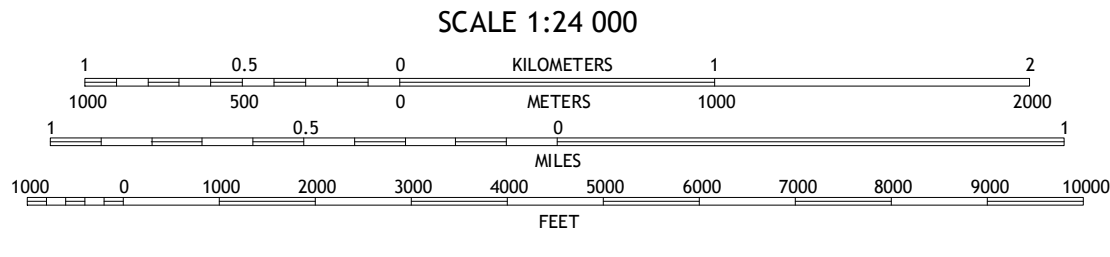 SCALE 1:24 000
1 0.5 0 KILOMETERS 1 2
1000 500 0 METERS 1000 2000
1 0.5 0 1
MILES
1000 0 1000 2000 3000 4000 5000 6000 7000 8000 9000 10000
FEET